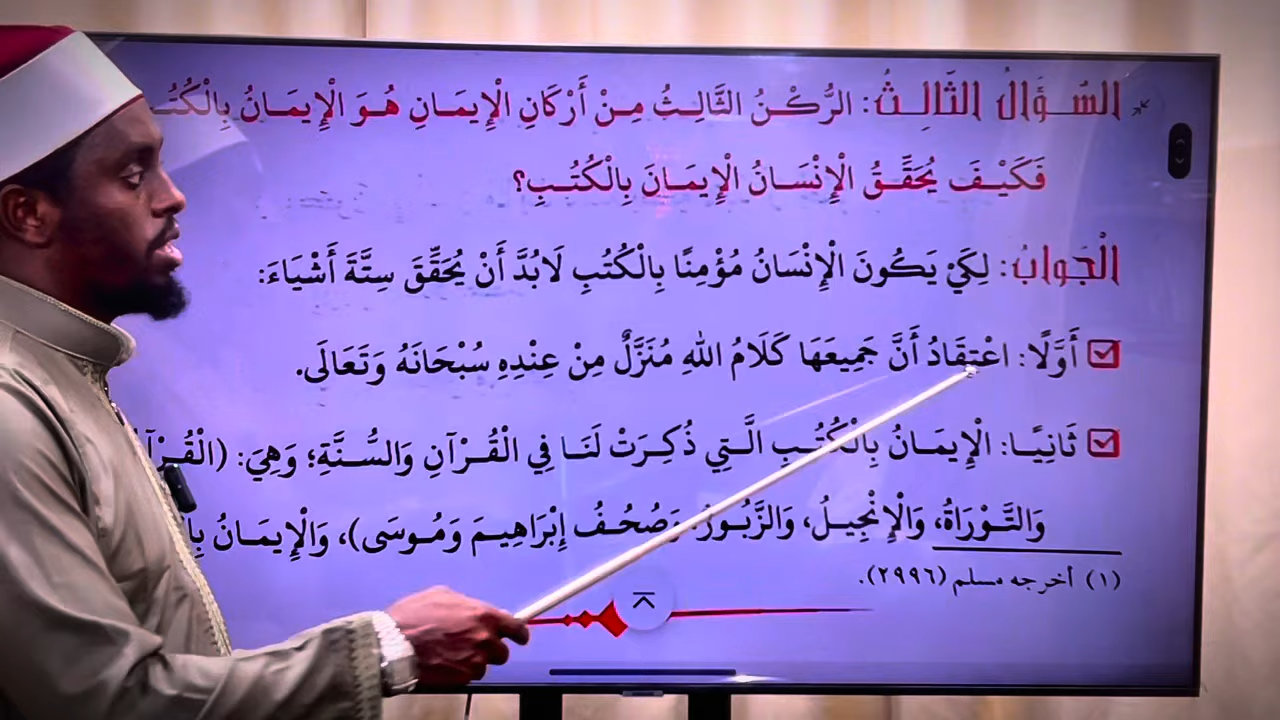 السُّؤَالُ الثَّالِثُ: الرُّكْنُ الثَّالِثُ مِنْ أَرْكَانِ الْإِيمَانِ هُوَ الْإِيمَانُ
فَكَيْفَ يُحَقِّقُ الْإِنْسَانُ الْإِيمَانَ بِالْكُتُبِ؟
الْجَوَابُ: لِكَيْ يَكُونَ الْإِنْسَانُ مُؤْمِنًا بِالْكُتُبِ لَابُدَّ أَنْ يُحَقِّقَ سِتَّةَ أَشْيَاءَ:
أَوَّلًا: اعْتِقَادُ أَنَّ جَمِيعَهَا كَلَامُ اللهِ مُنَزَّلٌ مِنْ عِنْدِهِ سُبْحَانَهُ وَتَعَالَى.
ثَانِيًا: الْإِيمَانُ بِالْكُتُبِ الَّتِي ذُكِرَتْ لَنَا فِي الْقُرْآنِ وَالسُّنَّةِ؛ وَهِيَ:
وَالتَّوْرَاةُ، وَالْإِنْجِيلُ، وَالزَّبُورُ، وَصُحُفُ إِبْرَاهِيمَ وَمُوسَى)، وَالْإِيمَانُ
(١) أخرجه مسلم (٢٩٩٦).